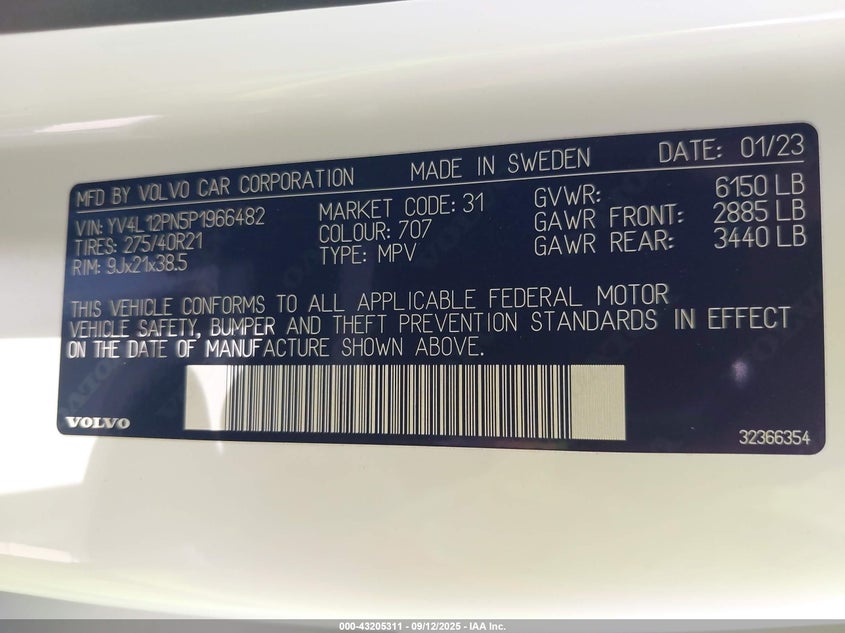 MFD BY VOLVO CAR CORPORATION MADE IN SWEDEN DATE: 01/23
VIN: YV4L12PN5P1966482 MARKET CODE: 31 GVWR: 6150 LB
TIRES: 275/40R21 COLOUR: 707 GAWR FRONT: 2885 LB
RIM: 9Jx21x38.5 TYPE: MPV GAWR REAR: 3440 LB
THIS VEHICLE CONFORMS TO ALL APPLICABLE FEDERAL MOTOR
VEHICLE SAFETY, BUMPER AND THEFT PREVENTION STANDARDS IN EFFECT
ON THE DATE OF MANUFACTURE SHOWN ABOVE.
VOLVO 32366354
000-43205311 - 09/12/2025 - IAA Inc.